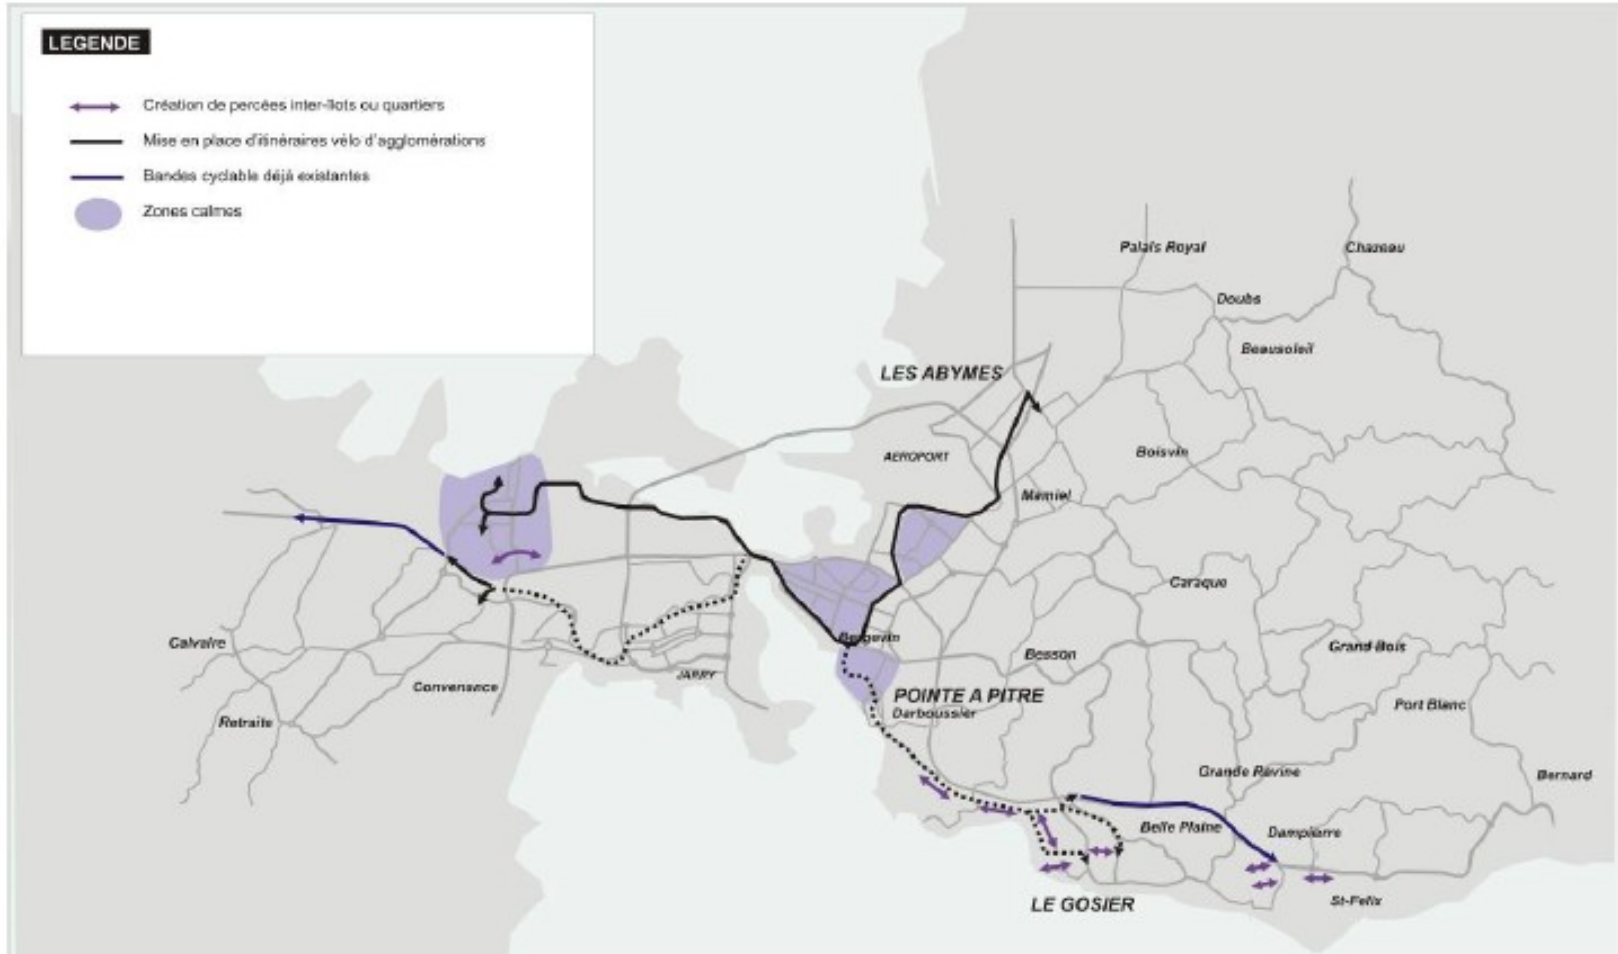 LEGENDE
Création de percées inter-îlots ou quartiers
Mise en place d'itinéraires vélo d'agglomérations
Bandes cyclable déjà existantes
Zones calmes
Palais Royal
Chazeau
Doubs
Beausoleil
LES ABYMES
AEROPORT
Boisvin
Mamiel
Caraque
Calvaire
Bergevin
Besson
Grand Bois
JARRY
Convenance
POINTE A PITRE
Darboussier
Port Blanc
Retraite
Grande Ravine
Bernard
Belle Plaine
Dampierre
LE GOSIER
St-Felix